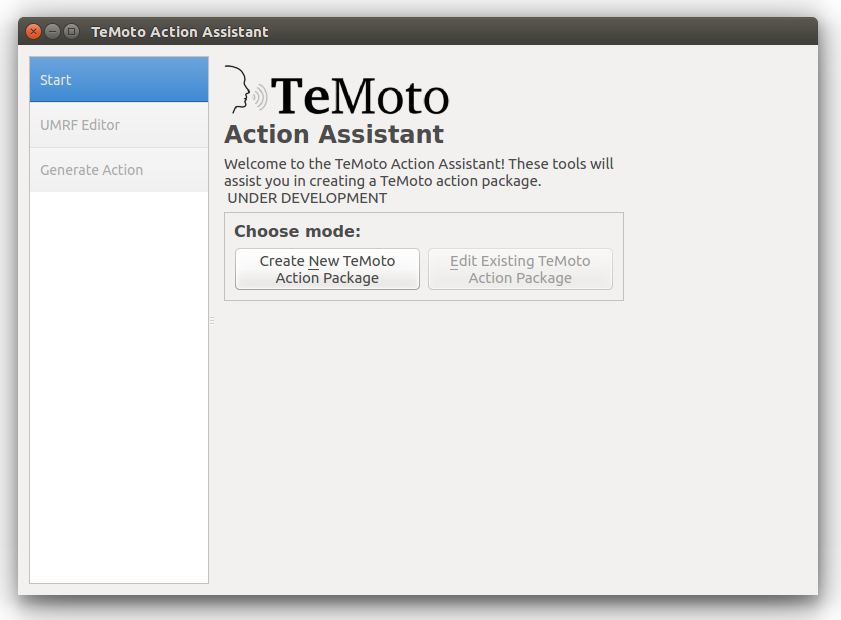 TeMoto Action Assistant
Start
UMRF Editor
Generate Action
TeMoto
Action Assistant
Welcome to the TeMoto Action Assistant! These tools will
assist you in creating a TeMoto action package.
UNDER DEVELOPMENT
Choose mode:
Create New TeMoto
Action Package
Edit Existing TeMoto
Action Package